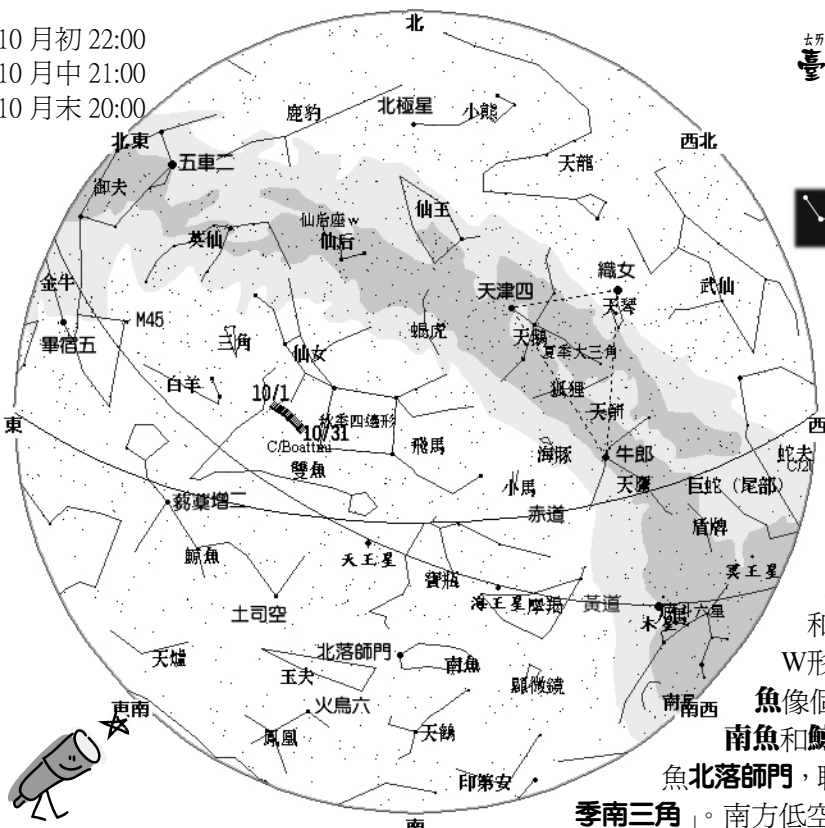 10 月初 22:00
10 月中 21:00
10 月末 20:00
ㄊㄞ
臺
北
鹿豹
北極星
小熊
北東
五車二
西北
天龍
御夫
仙王
仙后座w
英仙
仙后
織女
金牛
天津四
天琴
武仙
M45
畢宿五
三角
仙女
蝎虎
天鵝
夏季大三角
白羊
10/1
狐狸
天箭
東
秋季四邊形
10/31
C/Boattini
飛馬
海豚
牛郎
西
蛇夫
雙魚
小馬
天鷹
巨蛇（尾部）
芻藁增二
赤道
盾牌
鯨魚
天王星
寶瓶
冥王星
海王星
摩羯
黃道
木星
土司空
和
北落師門
W形
天爐
玉夫
南魚
顯微鏡
魚像個
東南
火鳥六
南西
鳳凰
天鶴
南魚和鯨
魚北落師門，
印第安
季南三角」。南方低空
南